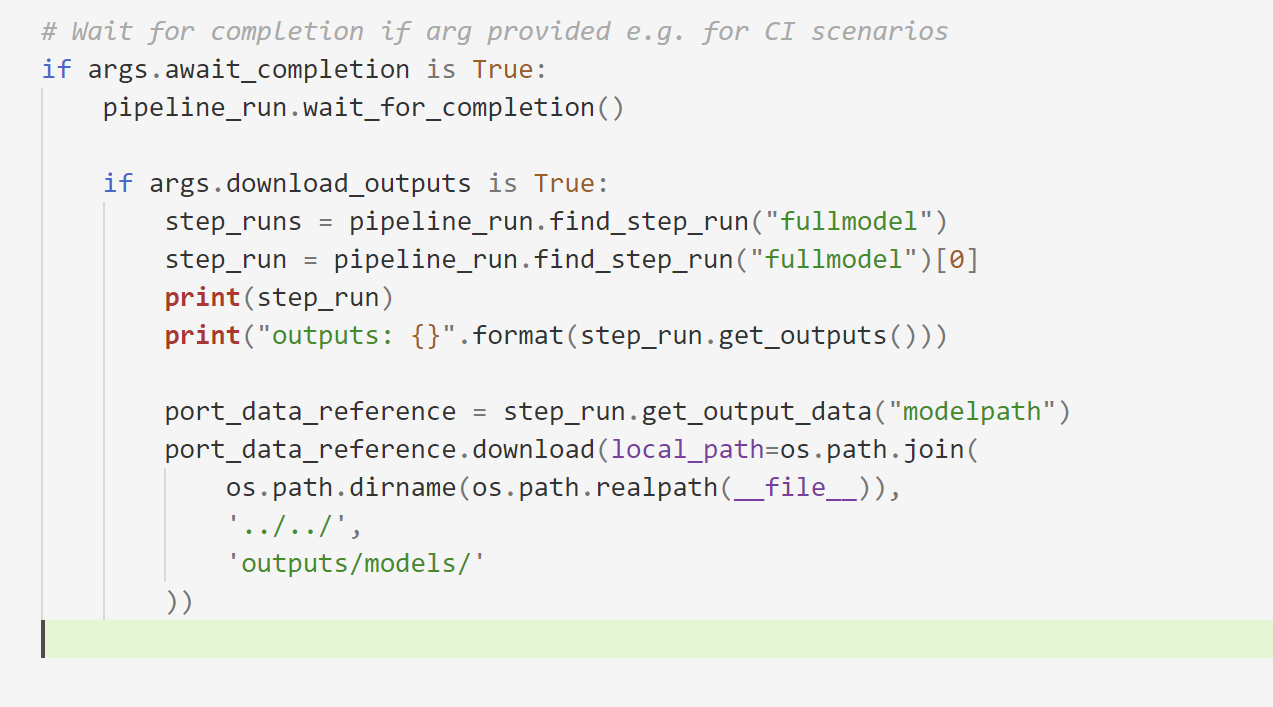 # Wait for completion if arg provided e.g. for CI scenarios
if args.await_completion is True:
    pipeline_run.wait_for_completion()

    if args.download_outputs is True:
        step_runs = pipeline_run.find_step_run("fullmodel")
        step_run = pipeline_run.find_step_run("fullmodel")[0]
        print(step_run)
        print("outputs: {}".format(step_run.get_outputs()))

        port_data_reference = step_run.get_output_data("modelpath")
        port_data_reference.download(local_path=os.path.join(
            os.path.dirname(os.path.realpath(__file__)),
            '../../',
            'outputs/models/'
        ))